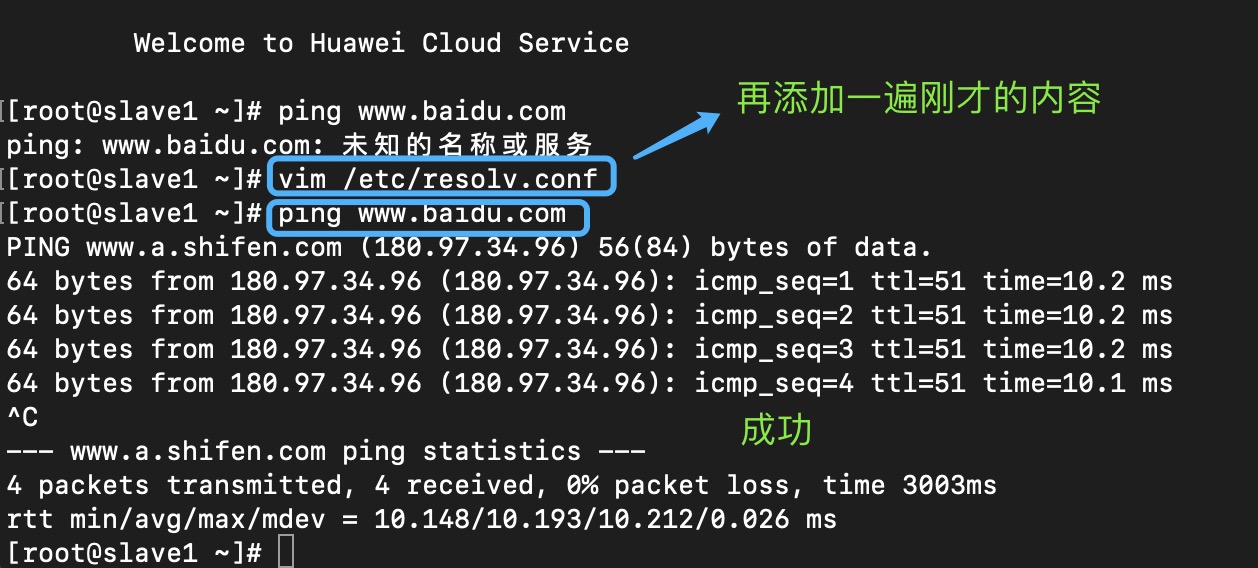 Welcome to Huawei Cloud Service
[root@slave1 ~]# ping www.baidu.com
再添加一遍刚才的内容
ping: www.baidu.com: 未知的名称或服务
[root@slave1 ~]# vim /etc/resolv.conf
[root@slave1 ~]# ping www.baidu.com
PING www.a.shifen.com (180.97.34.96) 56(84) bytes of data.
64 bytes from 180.97.34.96 (180.97.34.96): icmp_seq=1 ttl=51 time=10.2 ms
64 bytes from 180.97.34.96 (180.97.34.96): icmp_seq=2 ttl=51 time=10.2 ms
64 bytes from 180.97.34.96 (180.97.34.96): icmp_seq=3 ttl=51 time=10.2 ms
64 bytes from 180.97.34.96 (180.97.34.96): icmp_seq=4 ttl=51 time=10.1 ms
^C
成功
--- www.a.shifen.com ping statistics ---
4 packets transmitted, 4 received, 0% packet loss, time 3003ms
rtt min/avg/max/mdev = 10.148/10.193/10.212/0.026 ms
[root@slave1 ~]#